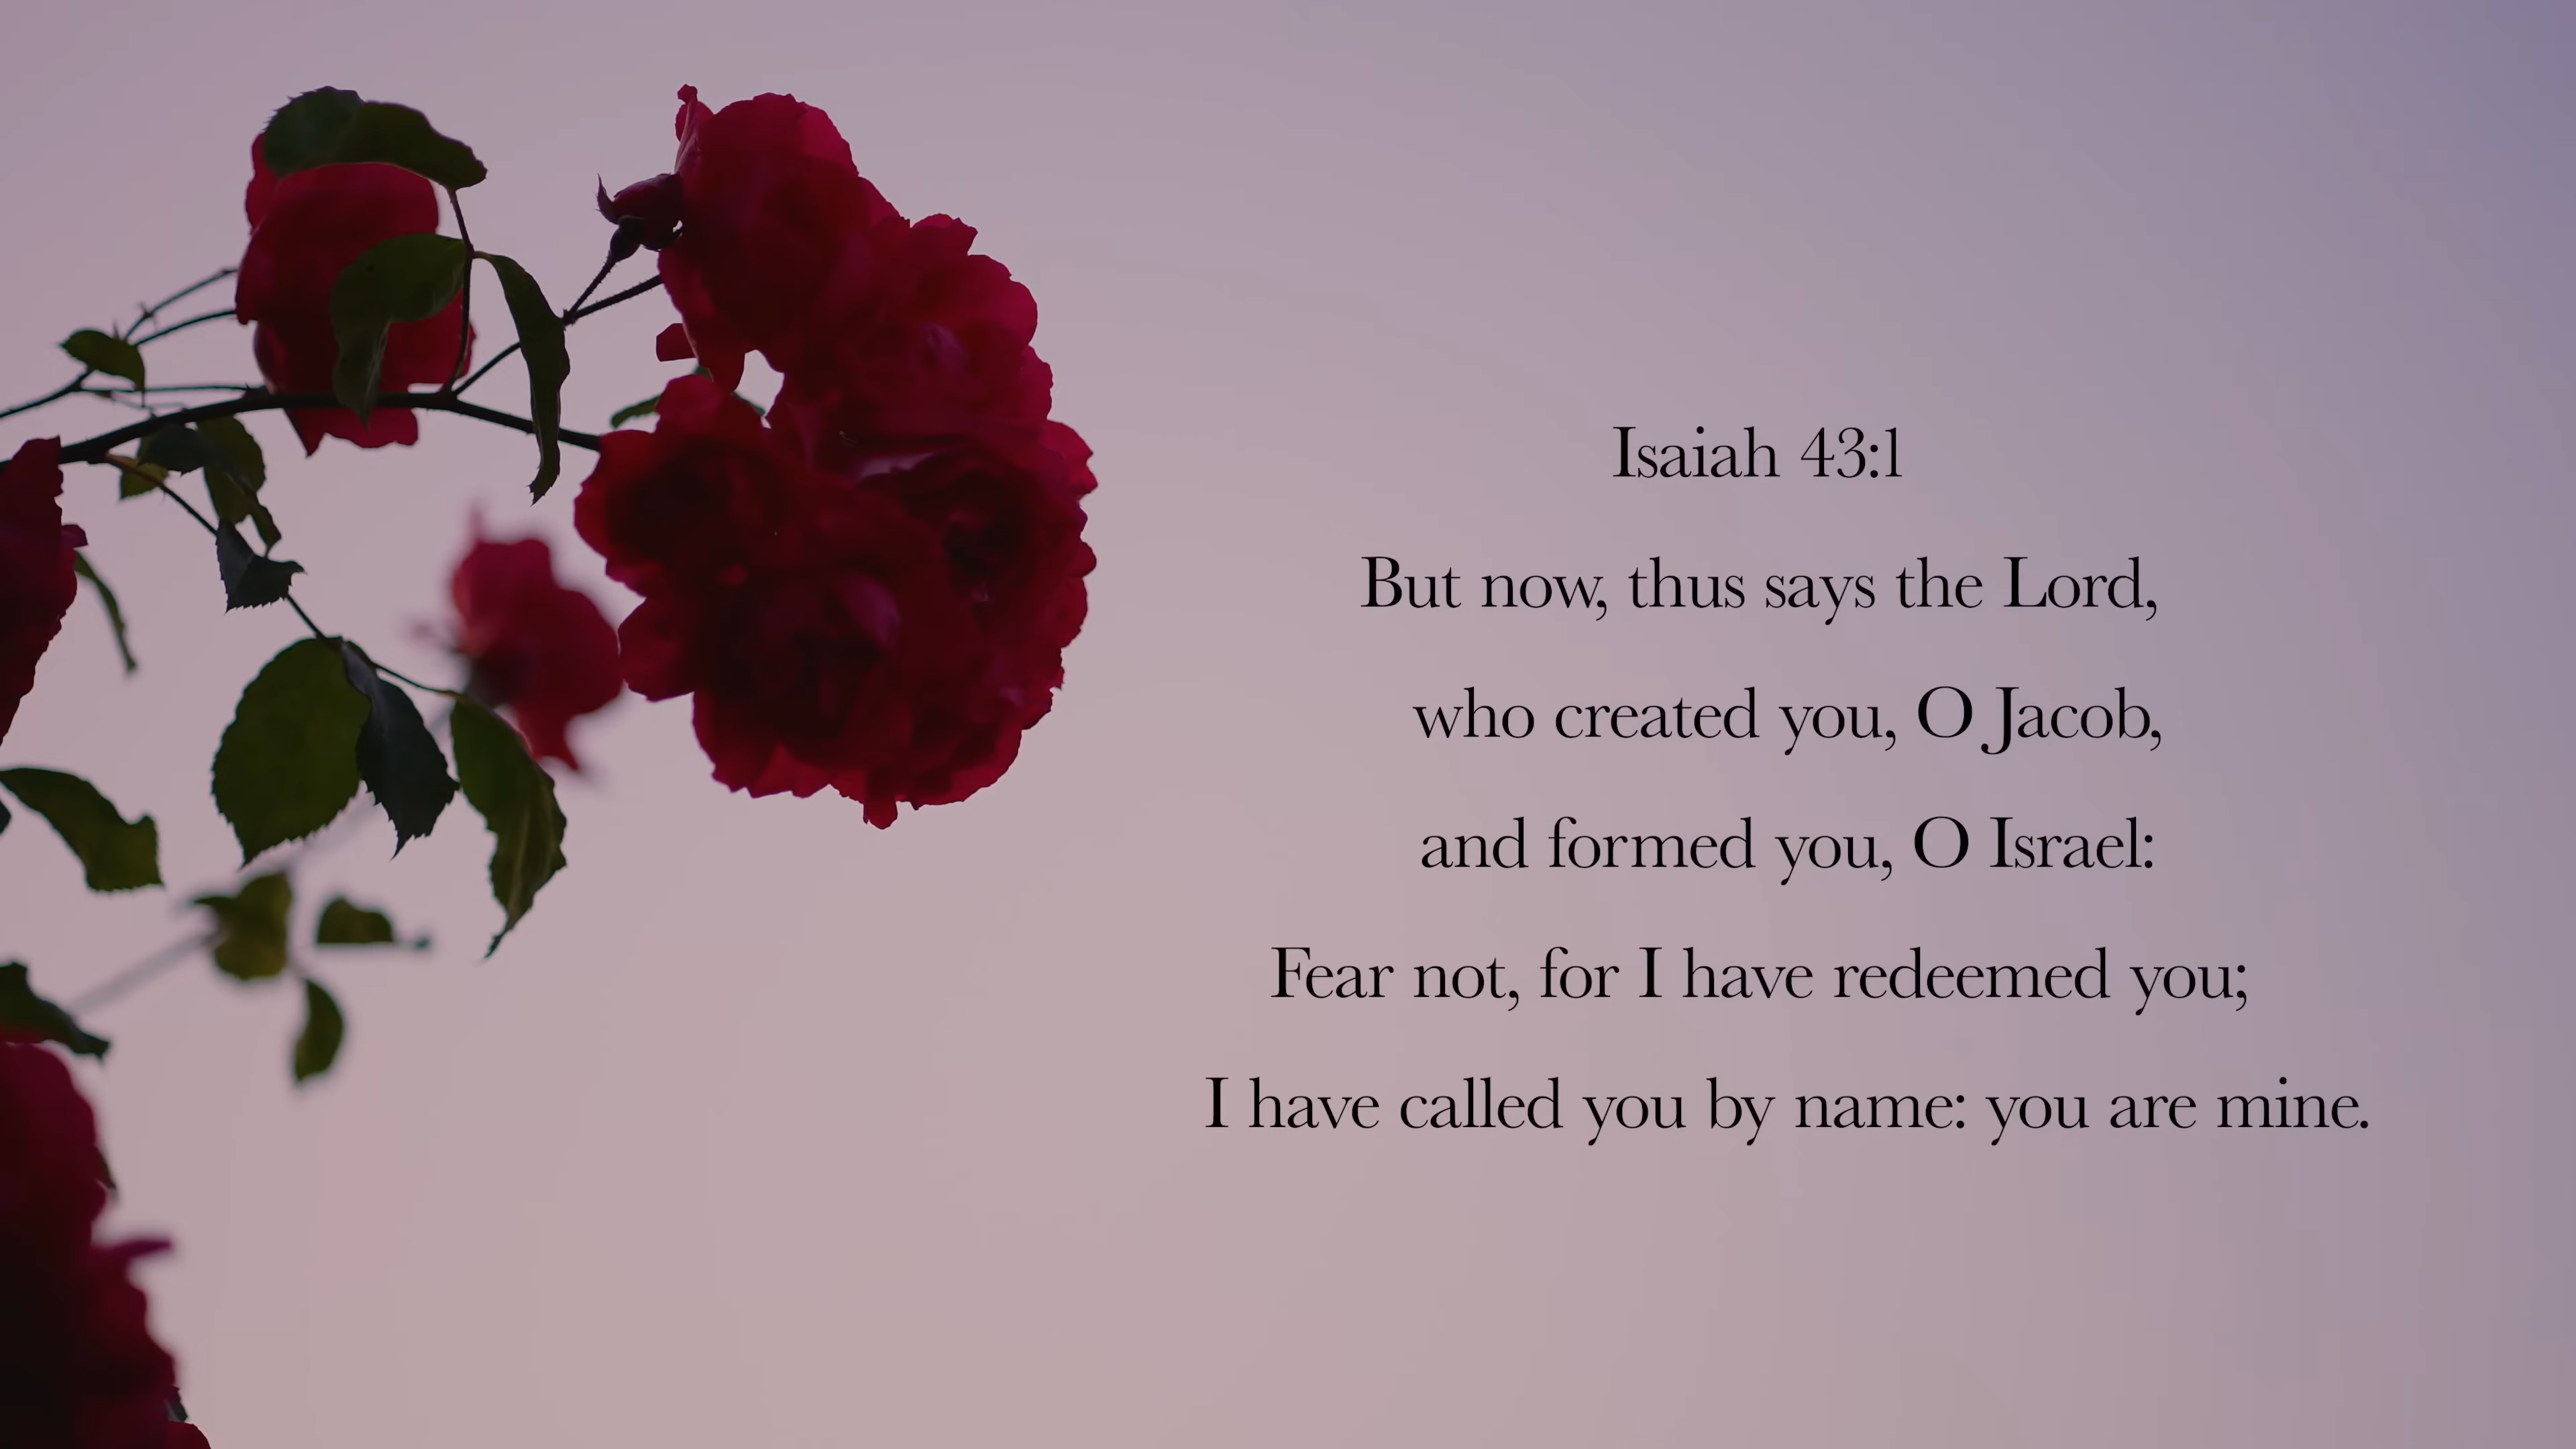 Isaiah 43:1
But now, thus says the Lord,
who created you, O Jacob,
and formed you, O Israel:
Fear not, for I have redeemed you;
I have called you by name: you are mine.